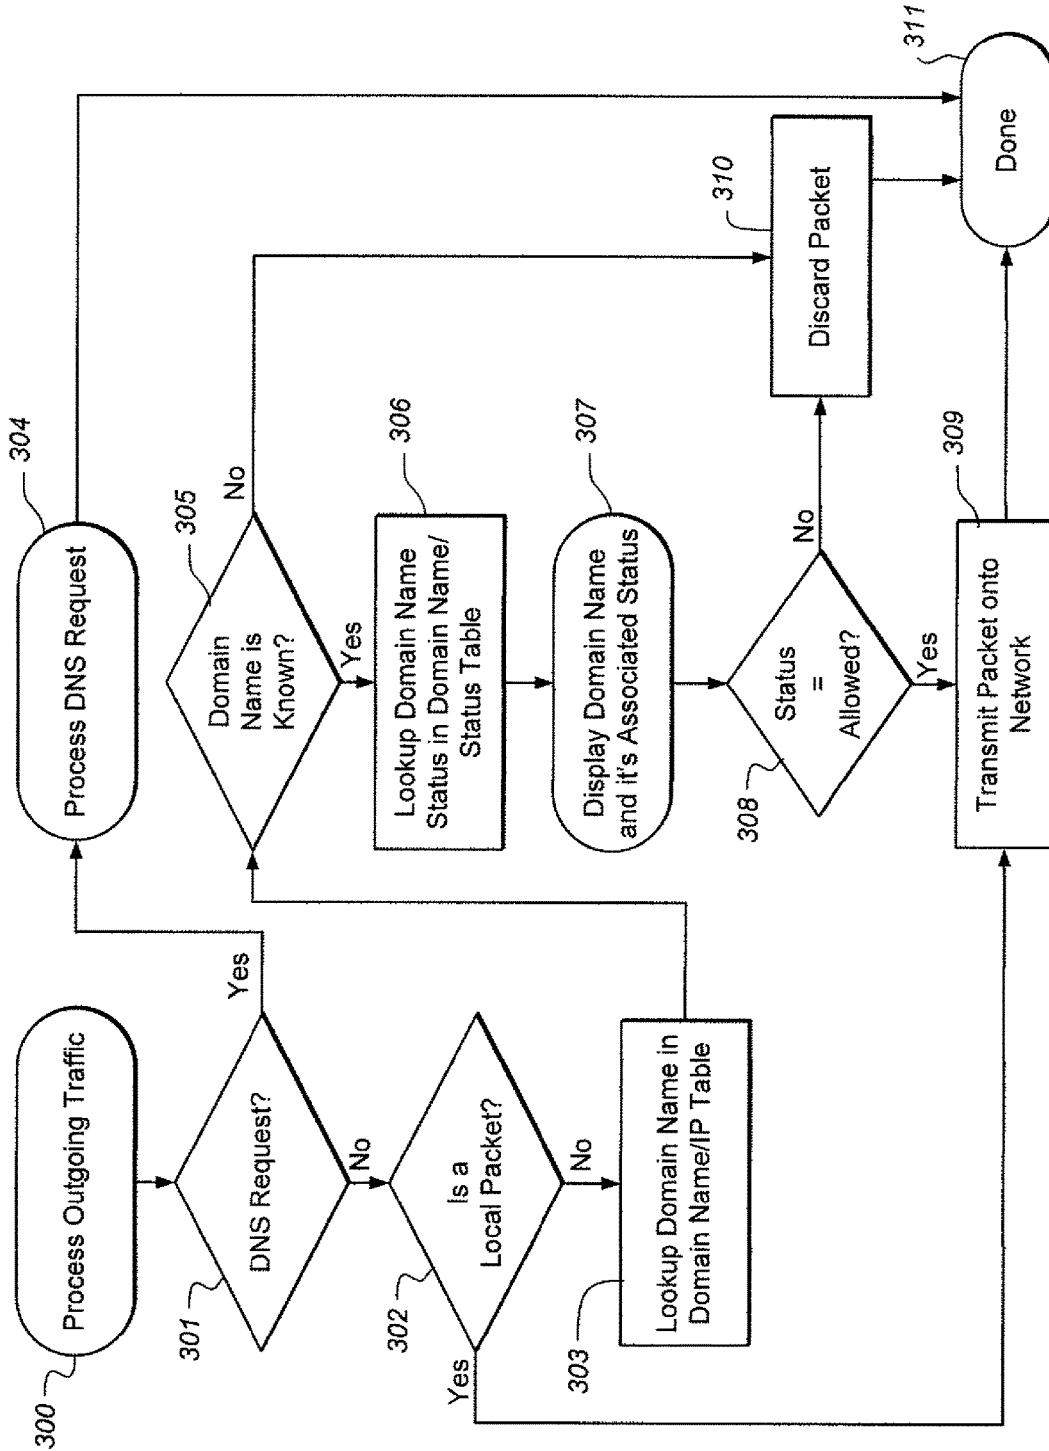 300
Process Outgoing Traffic
301
DNS Request?
Yes
No
302
Is a
Local Packet?
Yes
No
303
Lookup Domain Name in
Domain Name/IP Table
304
Process DNS Request
305
Domain
Name is
Known?
No
Yes
306
Lookup Domain Name
Status in Domain Name/
Status Table
307
Display Domain Name
and it's Associated Status
308
Status
=
Allowed?
No
Yes
309
Transmit Packet onto
Network
310
Discard Packet
311
Done